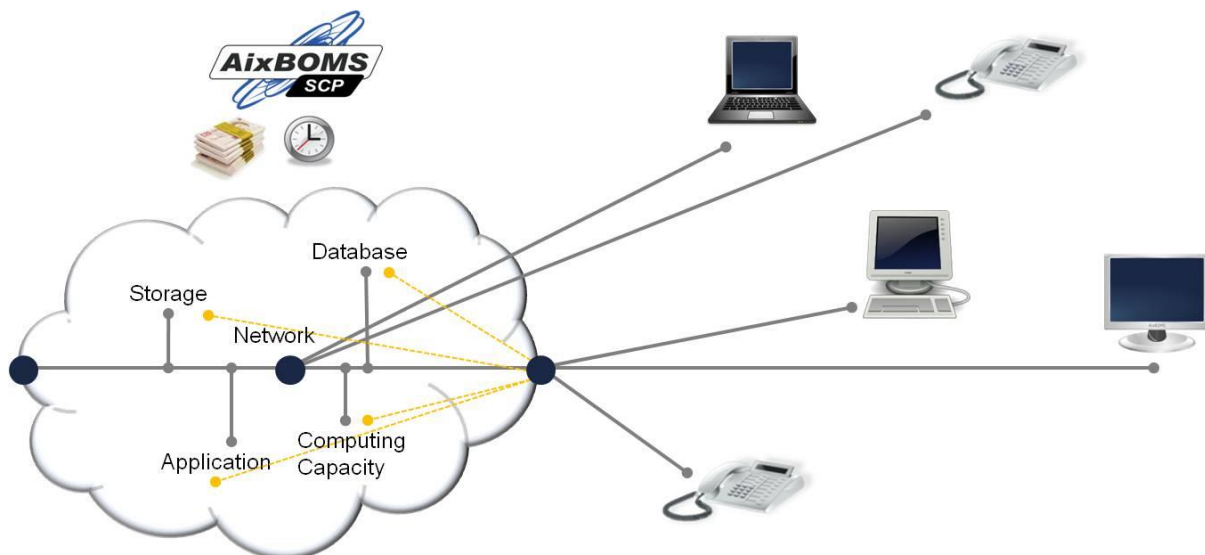 AixBOMS
SCP
Database
Storage
Network
Computing
Capacity
Application